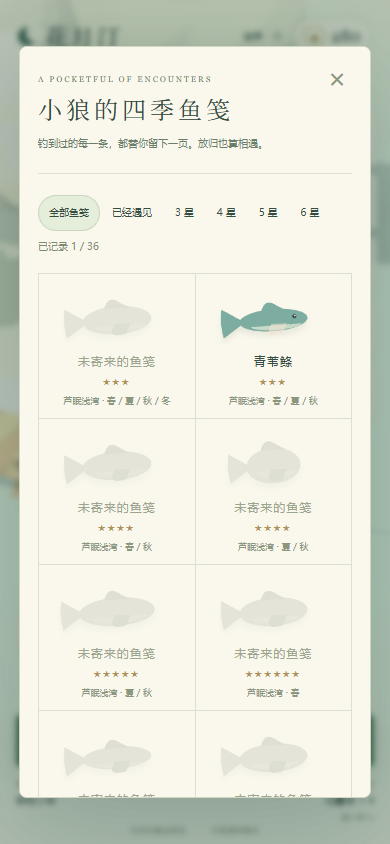 A POCKETFUL OF ENCOUNTERS
小狼的四季鱼笺
钓到过的每一条，都替你留下一页。放归也算相遇。
全部鱼笺 已经遇见 3 星 4 星 5 星 6 星
已记录 1 / 36
未寄来的鱼笺 青苇鲦
★★★ ★★★
芦眠浅湾 · 春 / 夏 / 秋 / 冬 芦眠浅湾 · 春 / 夏 / 秋
未寄来的鱼笺 未寄来的鱼笺
★★★★ ★★★★
芦眠浅湾 · 春 / 秋 芦眠浅湾 · 夏 / 秋
未寄来的鱼笺 未寄来的鱼笺
★★★★★ ★★★★★★
芦眠浅湾 · 夏 / 秋 芦眠浅湾 · 春